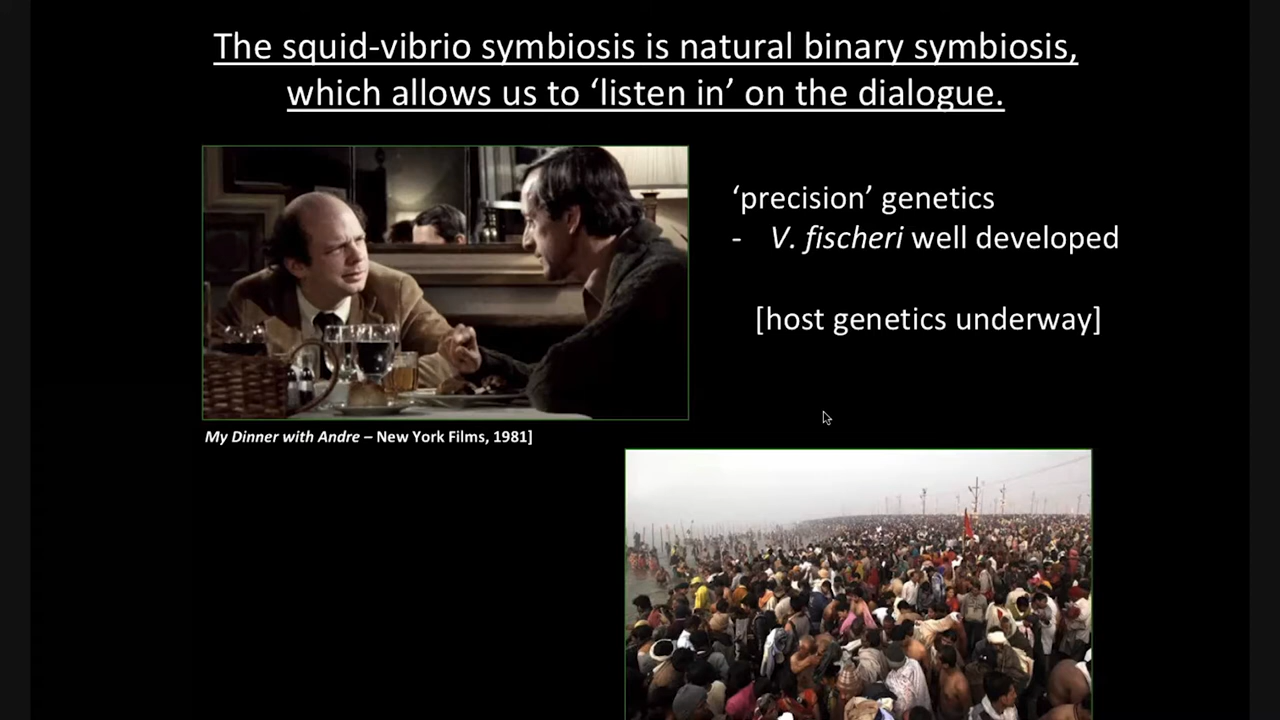 The squid-vibrio symbiosis is natural binary symbiosis,
which allows us to ‘listen in’ on the dialogue.
‘precision’ genetics
- V. fischeri well developed
[host genetics underway]
My Dinner with Andre – New York Films, 1981]